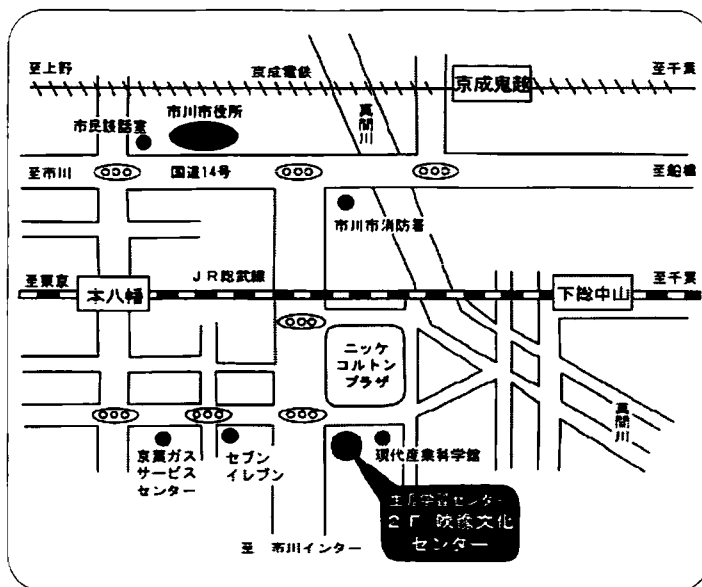 至上野
京成電鉄
京成鬼越
至千葉
市川市役所
市民談話室
真間川
至市川
国道14号
至船橋
市川市消防署
至東京
JR総武線
至千葉
本八幡
下総中山
ニッケ
コルトン
プラザ
真間川
京葉ガス
サービス
センター
セブン
イレブン
現代産業科学館
生涯学習センター
2F 映像文化
センター
至 市川インター